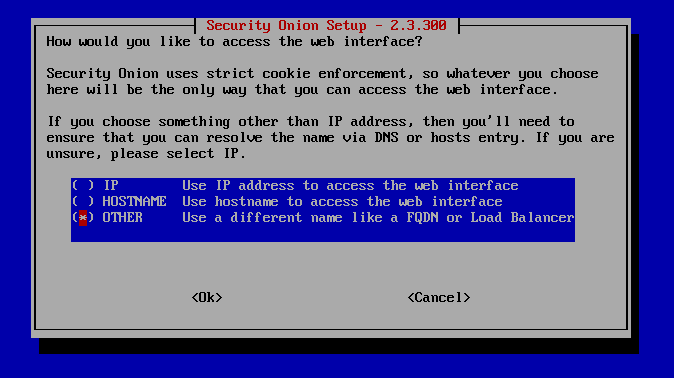 Security Onion Setup - 2.3.300
How would you like to access the web interface?
Security Onion uses strict cookie enforcement, so whatever you choose
here will be the only way that you can access the web interface.
If you choose something other than IP address, then you'll need to
ensure that you can resolve the name via DNS or hosts entry. If you are
unsure, please select IP.
( ) IP Use IP address to access the web interface
( ) HOSTNAME Use hostname to access the web interface
(*) OTHER Use a different name like a FQDN or Load Balancer
<Ok> <Cancel>